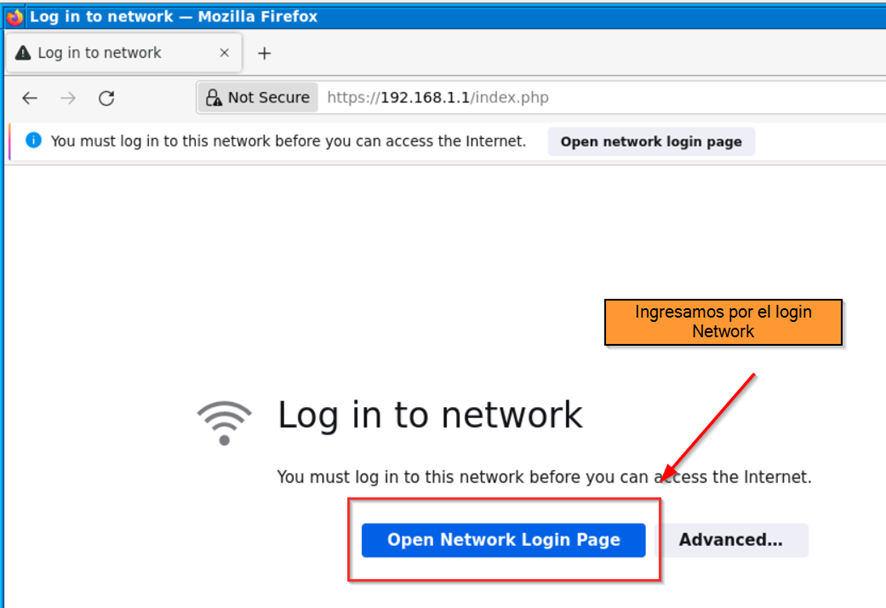 Log in to network — Mozilla Firefox
Log in to network
Not Secure https://192.168.1.1/index.php
You must log in to this network before you can access the Internet. Open network login page
Ingresamos por el login
Network
Log in to network
You must log in to this network before you can access the Internet.
Open Network Login Page Advanced...